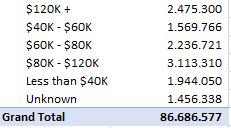 $120K + 2.475.300
$40K - $60K 1.569.766
$60K - $80K 2.236.721
$80K - $120K 3.113.310
Less than $40K 1.944.050
Unknown 1.456.338
Grand Total 86.686.577